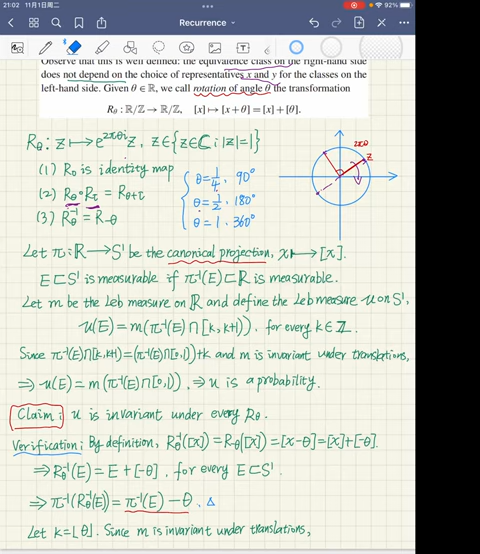 21:02 11月1日周二
92%
Recurrence
Observe that this is well defined: the equivalence class on the right-hand side
does not depend on the choice of representatives x and y for the classes on
the left-hand side. Given θ ∈ ℝ, we call rotation of angle θ the transformation
R_θ : ℝ/ℤ → ℝ/ℤ, [x] ↦ [x+θ] = [x]+[θ].
R_θ : z ↦ e^{2πθi} z, z∈{z∈ℂ: |z|=1}
2πθ
z
(1) R_0 is identity map
(2) R_θ∘R_τ = R_{θ+τ}
(3) R_θ^{-1} = R_{-θ}
θ=1/4, 90°
θ=1/2, 180°
θ=1, 360°
Let π: ℝ→S' be the canonical projection, x↦[x].
E⊂S' is measurable if π^{-1}(E)⊂ℝ is measurable.
Let m be the Leb measure on ℝ and define the Leb measure u on S',
u(E)=m(π^{-1}(E)∩[k,k+1)). for every k∈ℤ.
Since π^{-1}(E)∩[k,k+1)=(π^{-1}(E)∩[0,1))+k and m is invariant under translations,
⇒ u(E)=m(π^{-1}(E)∩[0,1)). ⇒ u is a probability.
Claim: u is invariant under every R_θ.
Verification: By definition, R_θ^{-1}([x])=R_{-θ}([x])=[x-θ]=[x]+[-θ].
⇒ R_θ^{-1}(E)=E+[-θ]. for every E⊂S'.
⇒ π^{-1}(R_θ^{-1}(E))=π^{-1}(E)-θ. Δ
Let k=⌊θ⌋. Since m is invariant under translations,